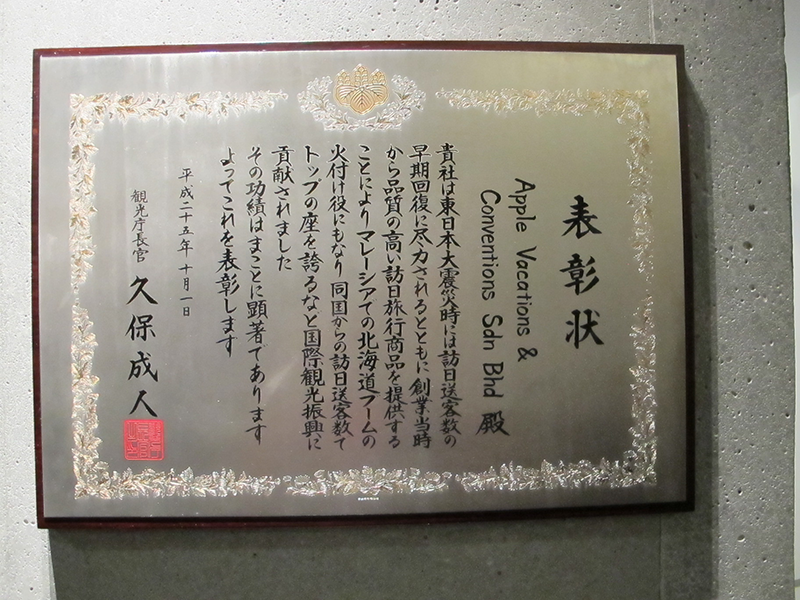 表彰状
Apple Vacations &
Conventions Sdn Bhd 殿
貴社は東日本大震災時には訪日送客数の
早期回復に尽力されるとともに創業当時
から品質の高い訪日旅行商品を提供する
ことによりマレーシアでの北海道ブームの
火付け役にもなり同国からの訪日送客数で
トップの座を誇るなど国際観光振興に
貢献されました
その功績はまことに顕著であります
よってこれを表彰します
平成二十五年十月一日
観光庁長官 久保成人